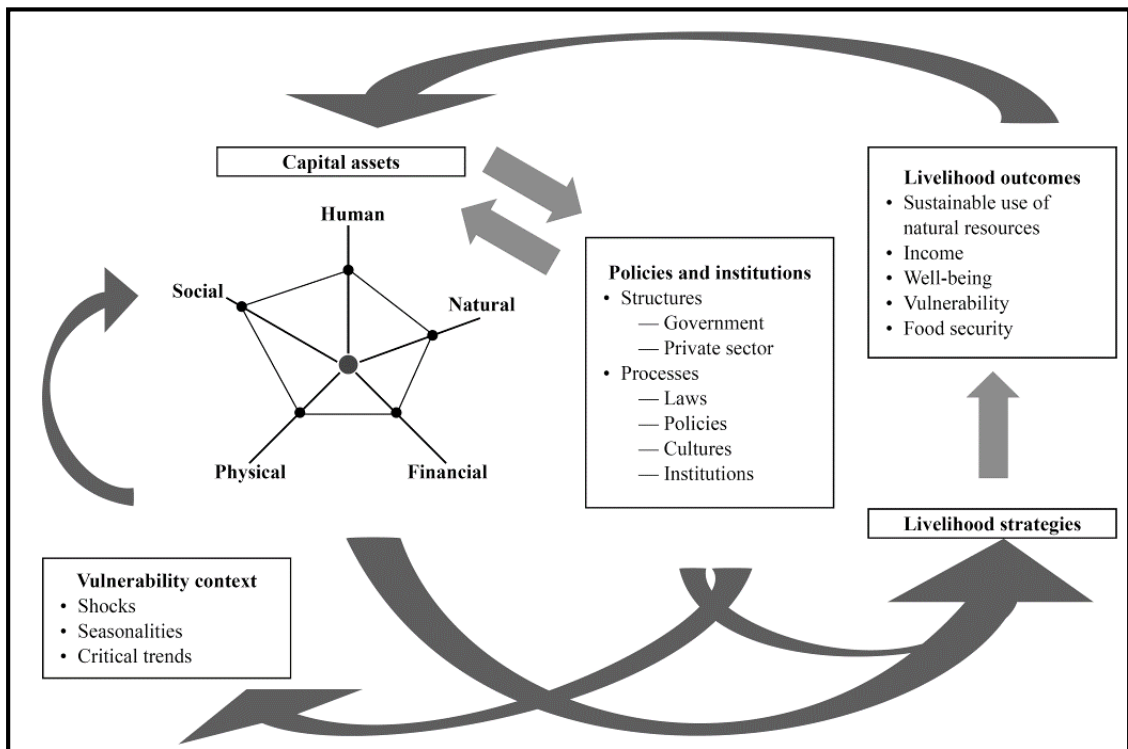 Capital assets
Human
Social
Natural
Physical
Financial
Policies and institutions
• Structures
— Government
— Private sector
• Processes
— Laws
— Policies
— Cultures
— Institutions
Livelihood outcomes
• Sustainable use of
natural resources
• Income
• Well-being
• Vulnerability
• Food security
Livelihood strategies
Vulnerability context
• Shocks
• Seasonalities
• Critical trends